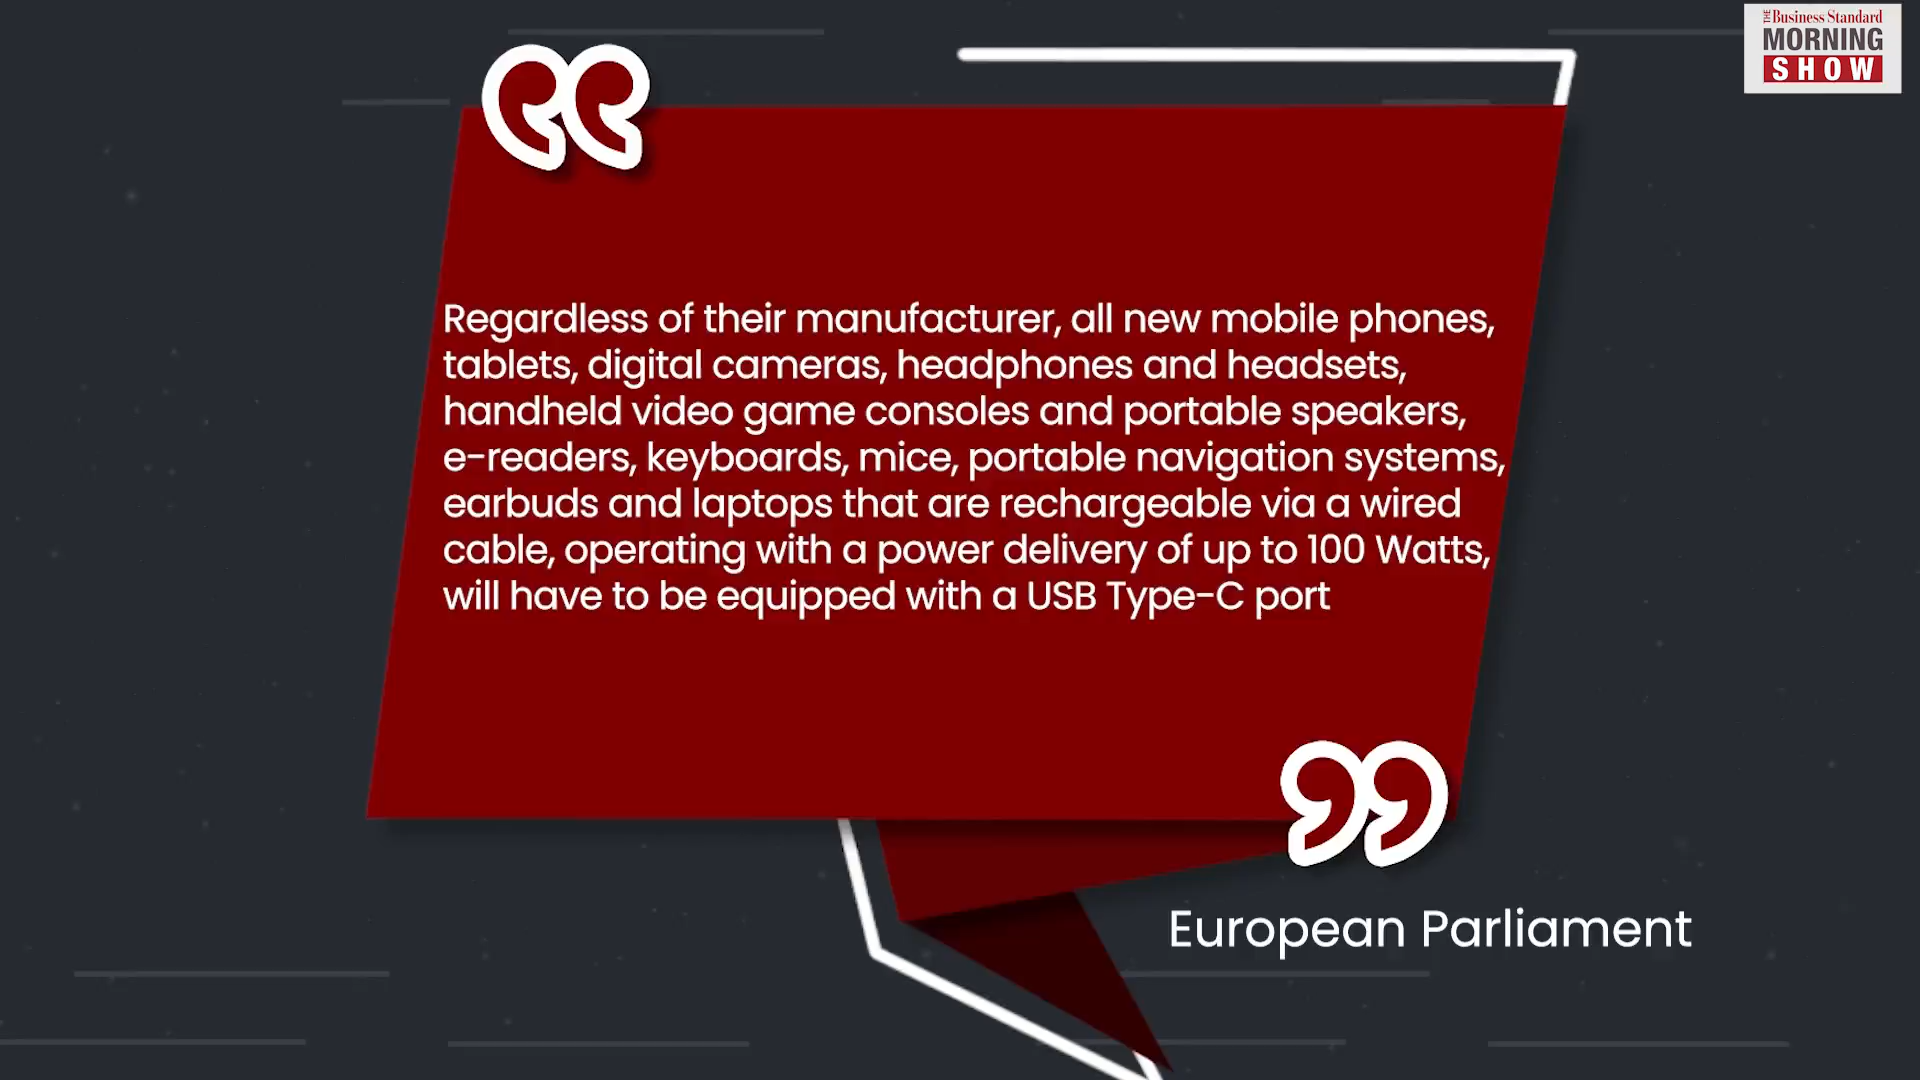 THE Business Standard
MORNING
SHOW
Regardless of their manufacturer, all new mobile phones,
tablets, digital cameras, headphones and headsets,
handheld video game consoles and portable speakers,
e-readers, keyboards, mice, portable navigation systems,
earbuds and laptops that are rechargeable via a wired
cable, operating with a power delivery of up to 100 Watts,
will have to be equipped with a USB Type-C port
European Parliament